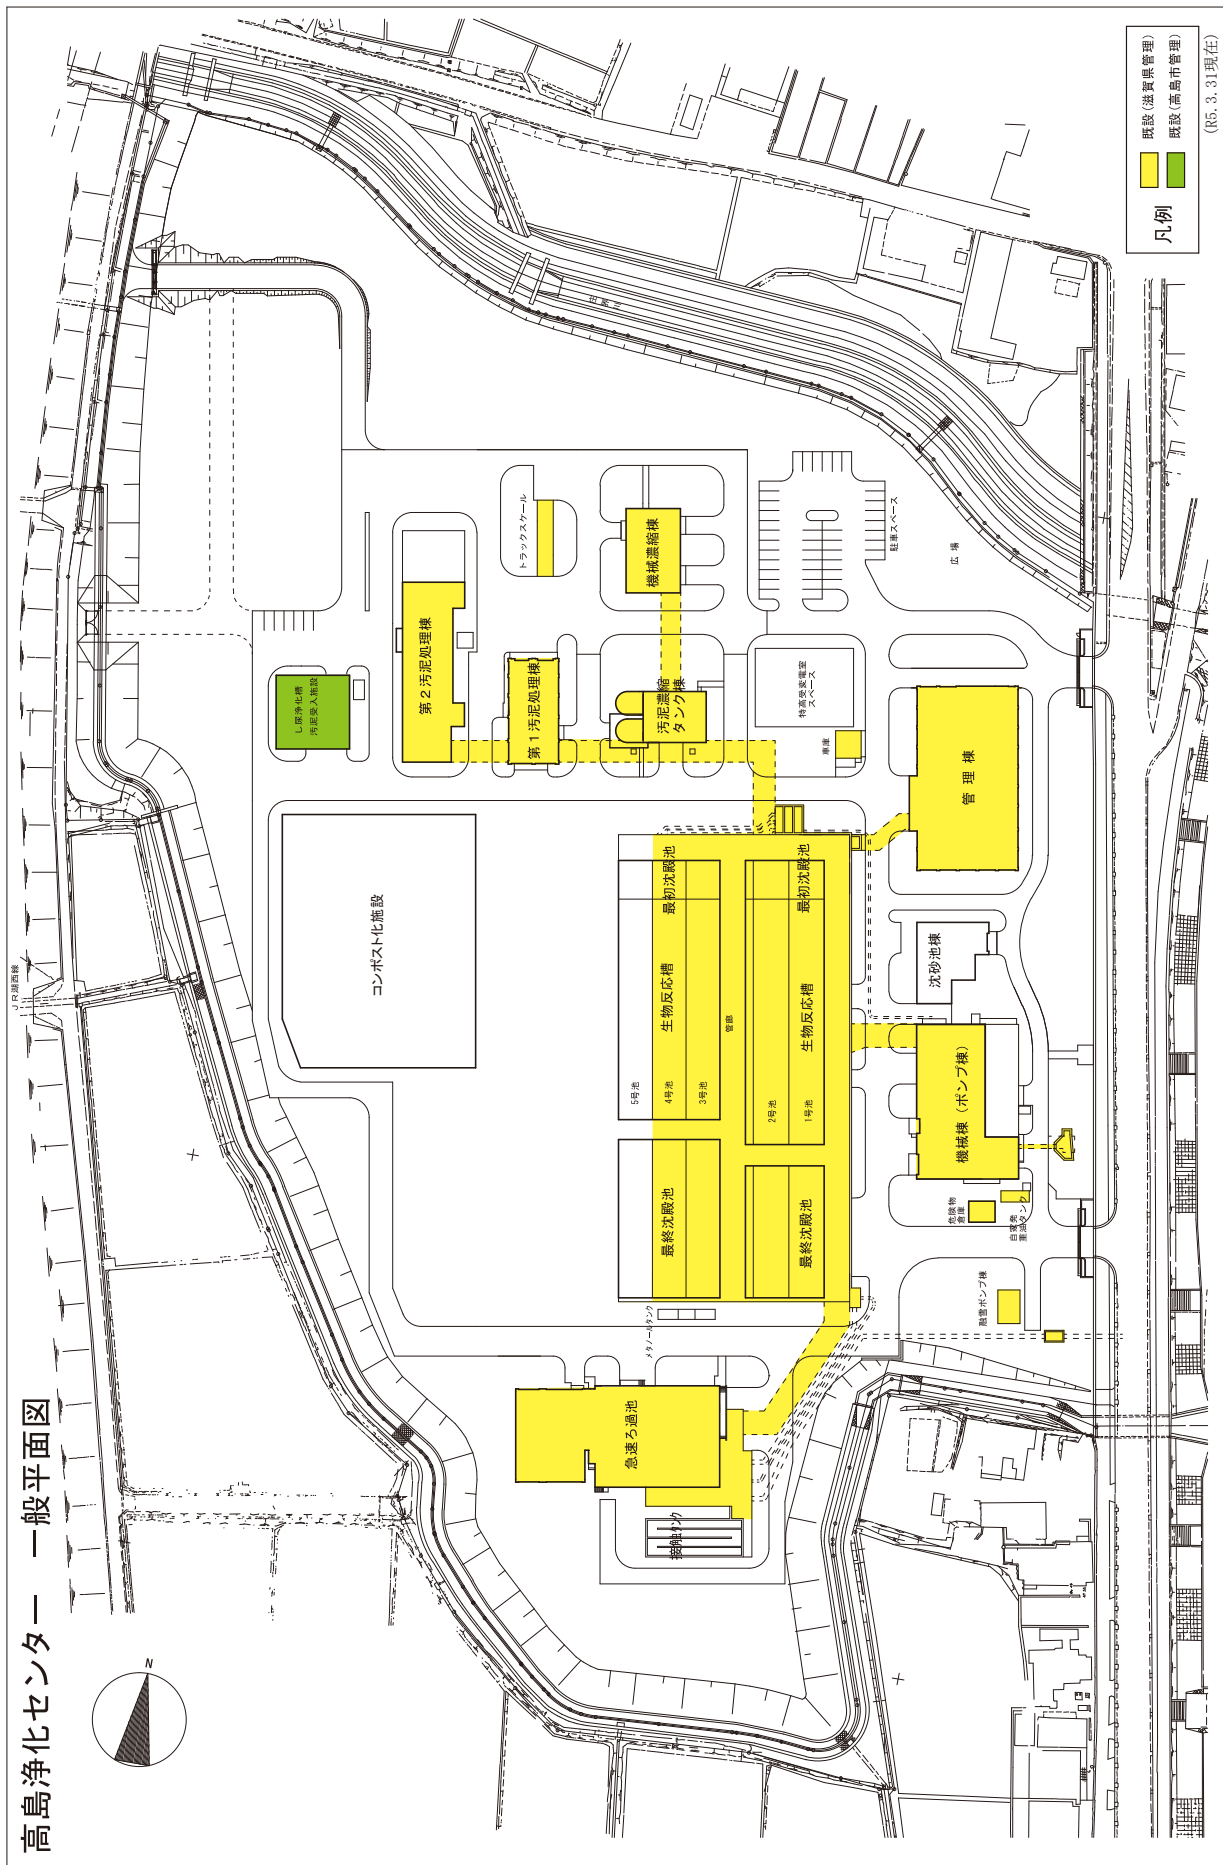 高島浄化センター 一般平面図
N
JR湖西線
凡例
既設(滋賀県管理)
既設(高島市管理)
(R5.3.31現在)
し尿浄化槽
汚泥受入施設
第2汚泥処理棟
トラックスケール
第1汚泥処理棟
機械濃縮棟
汚泥濃縮
タンク棟
特高受変電室
スペース
駐車スペース
広場
車庫
管理棟
コンポスト化施設
最初沈殿池
生物反応槽
5号池
4号池
3号池
管廊
最初沈殿池
生物反応槽
2号池
1号池
最終沈殿池
最終沈殿池
沈砂池棟
機械棟(ポンプ棟)
危険物
倉庫
自家発
重油タンク
融雪ポンプ棟
メタノールタンク
急速ろ過池
接触タンク